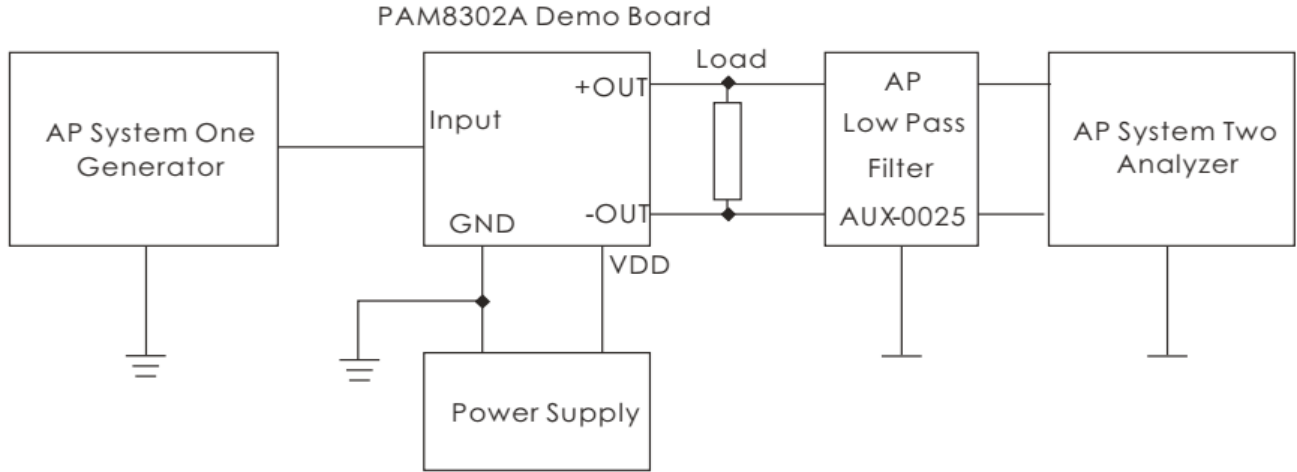 PAM8302A Demo Board
AP System One
Generator
Input
+OUT
-OUT
GND
VDD
Load
AP
Low Pass
Filter
AUX-0025
AP System Two
Analyzer
Power Supply